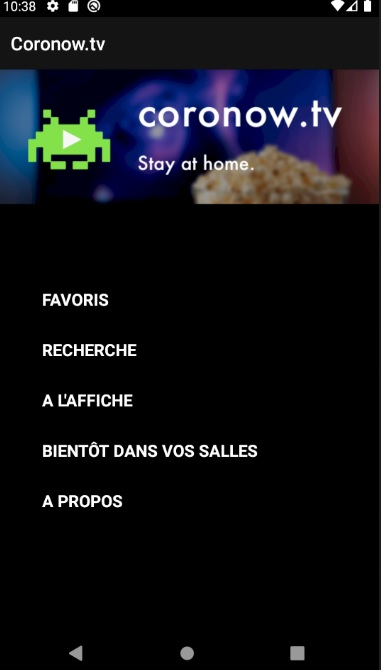 10:38
Coronow.tv
coronow.tv
Stay at home.
FAVORIS
RECHERCHE
A L'AFFICHE
BIENTÔT DANS VOS SALLES
A PROPOS